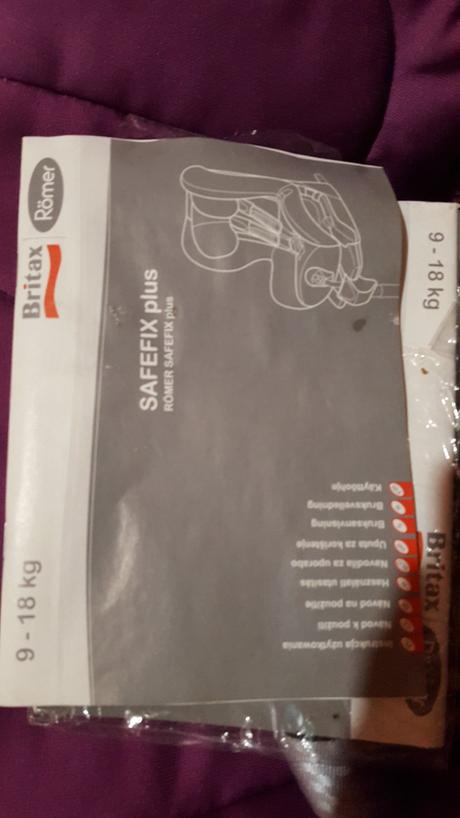 Britax Römer
SAFEFIX plus
RÖMER SAFEFIX plus
9 - 18 kg
Instrukcja użytkowania
Návod k použití
Návod na použitie
Használati utasítás
Navodila za uporabo
Uputa za korištenje
Bruksanvisning
Bruksveiledning
Käyttöohje
9 - 18 kg
Britax